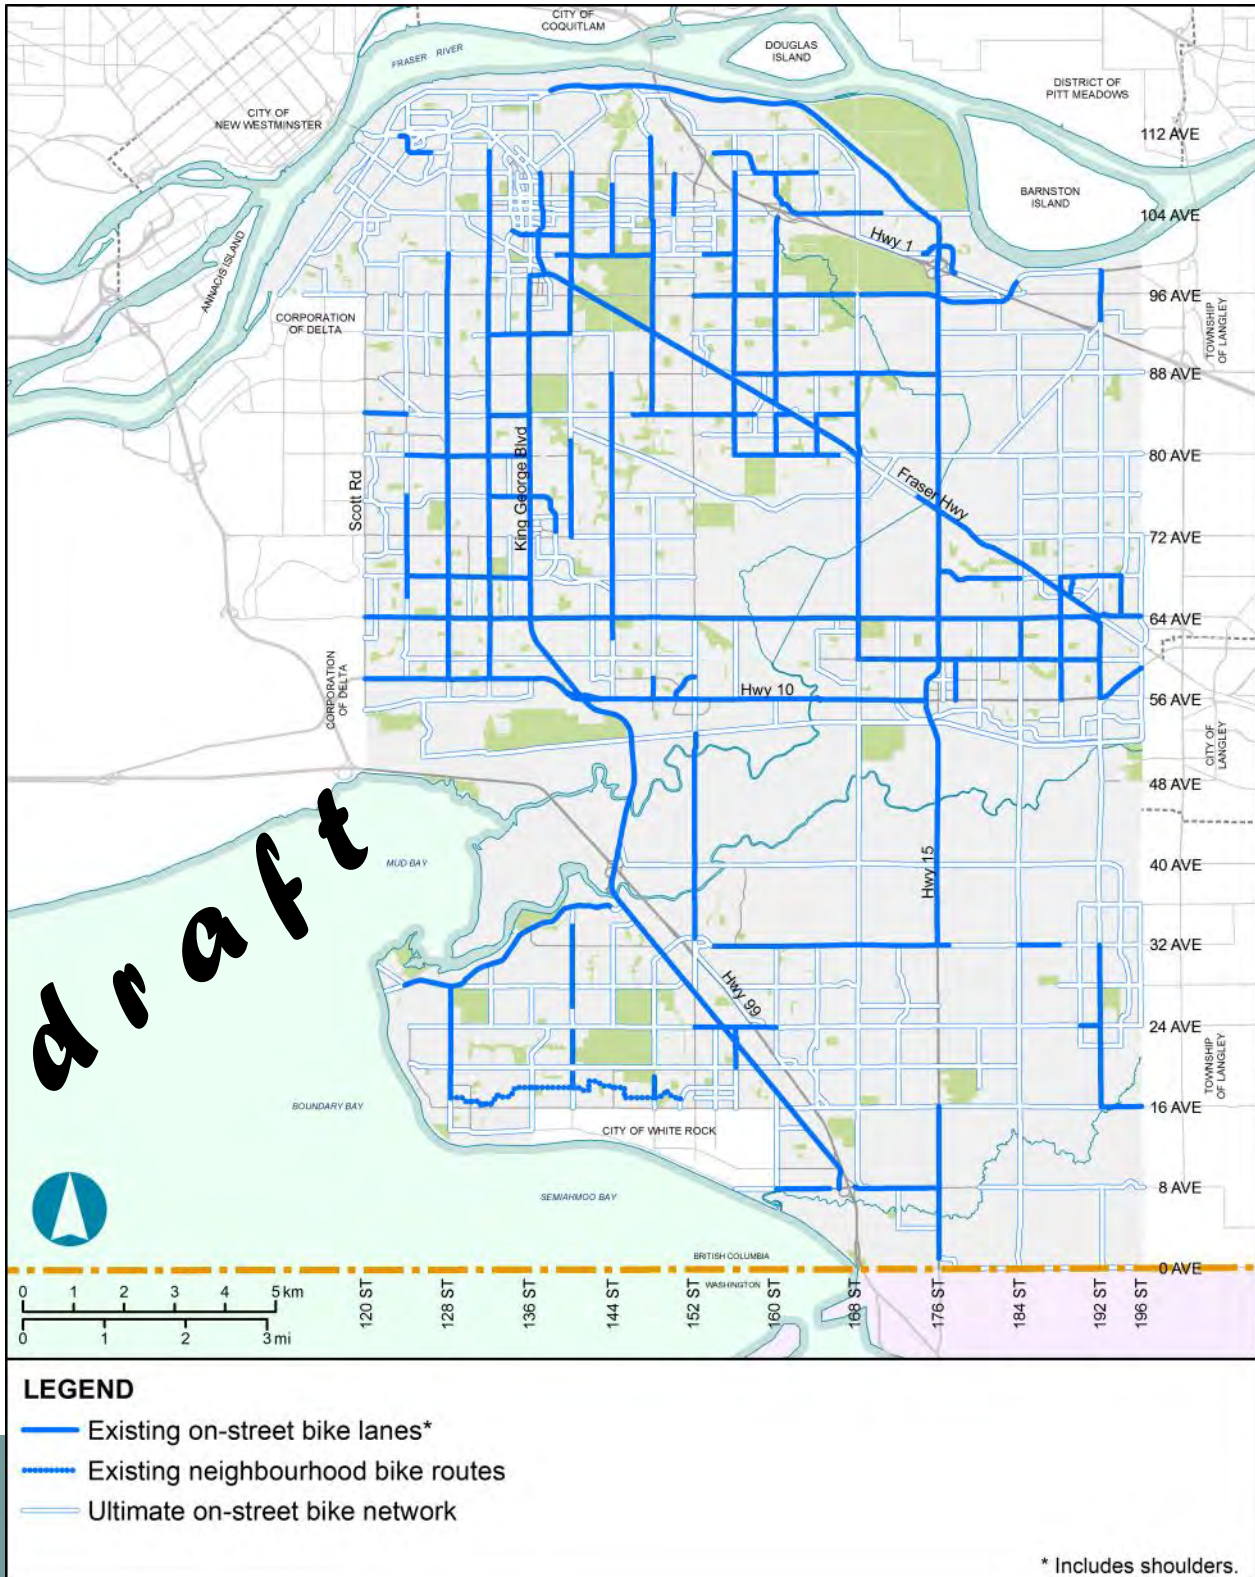 CITY OF
COQUITLAM
FRASER RIVER
DOUGLAS
ISLAND
DISTRICT OF
PITT MEADOWS
CITY OF
NEW WESTMINSTER
112 AVE
BARNSTON
ISLAND
104 AVE
Hwy 1
ANNACIS ISLAND
96 AVE
CORPORATION
OF DELTA
TOWNSHIP
OF LANGLEY
88 AVE
King George Blvd
80 AVE
Scott Rd
Fraser Hwy
72 AVE
64 AVE
CORPORATION
OF DELTA
Hwy 10
56 AVE
CITY OF
LANGLEY
48 AVE
draft
MUD BAY
Hwy 15
40 AVE
32 AVE
Hwy 99
24 AVE
TOWNSHIP
OF LANGLEY
BOUNDARY BAY
16 AVE
CITY OF WHITE ROCK
8 AVE
SEMIAHMOO BAY
BRITISH COLUMBIA
0 AVE
WASHINGTON
0 1 2 3 4 5 km
0 1 2 3 mi
120 ST
128 ST
136 ST
144 ST
152 ST
160 ST
168 ST
176 ST
184 ST
192 ST
196 ST
LEGEND
Existing on-street bike lanes*
Existing neighbourhood bike routes
Ultimate on-street bike network
* Includes shoulders.